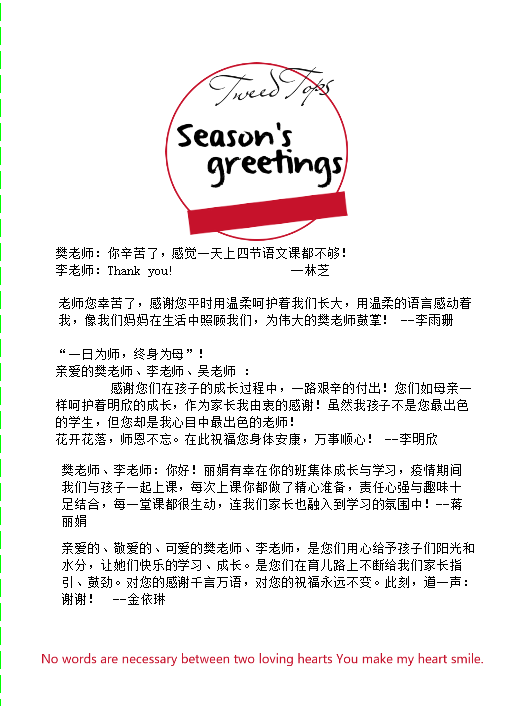 Tweed Tops
Season's
greetings
樊老师：你辛苦了，感觉一天上四节语文课都不够！
李老师：Thank you! 一林芝
老师您幸苦了，感谢您平时用温柔呵护着我们长大，用温柔的语言感动着
我，像我们妈妈在生活中照顾我们，为伟大的樊老师鼓掌！ --李雨珊
“一日为师，终身为母”！
亲爱的樊老师、李老师、吴老师 ：
感谢您们在孩子的成长过程中，一路艰辛的付出！您们如母亲一
样呵护着明欣的成长，作为家长我由衷的感谢！虽然我孩子不是您最出色
的学生，但您却是我心目中最出色的老师！
花开花落，师恩不忘。在此祝福您身体安康，万事顺心！ --李明欣
樊老师、李老师：你好！丽娟有幸在你的班集体成长与学习，疫情期间
我们与孩子一起上课，每次上课你都做了精心准备，责任心强与趣味十
足结合，每一堂课都很生动，连我们家长也融入到学习的氛围中！--蒋
丽娟
亲爱的、敬爱的、可爱的樊老师、李老师，是您们用心给予孩子们阳光和
水分，让她们快乐的学习、成长。是您们在育儿路上不断给我们家长指
引、鼓劲。对您的感谢千言万语，对您的祝福永远不变。此刻，道一声：
谢谢！ --金依琳
No words are necessary between two loving hearts You make my heart smile.